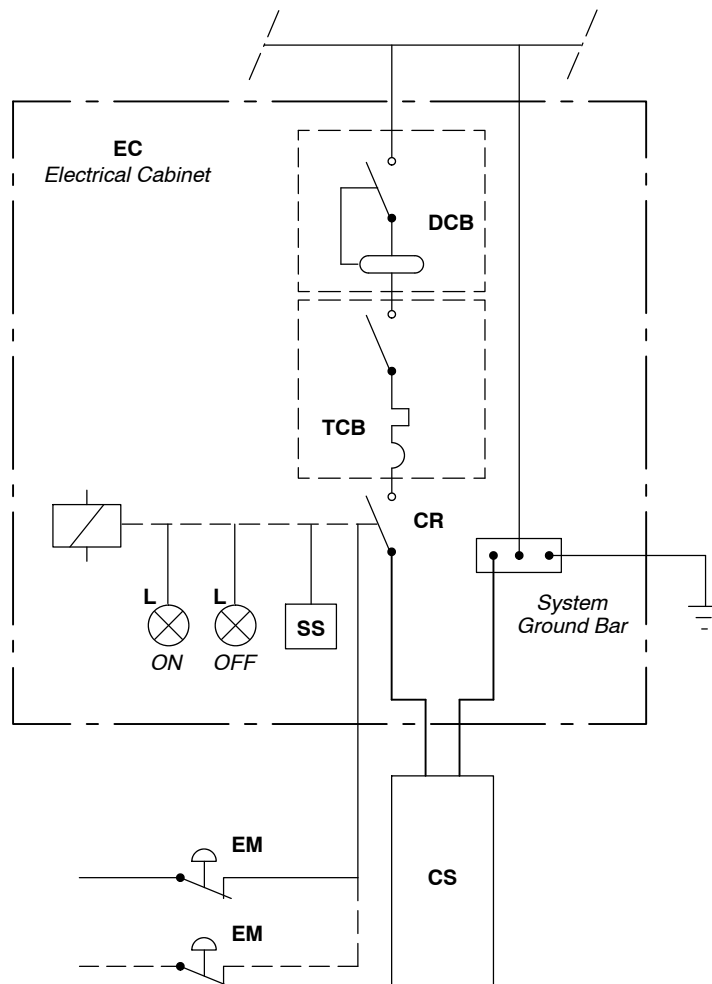 EC
Electrical Cabinet
DCB
TCB
CR
L
L
SS
ON
OFF
System
Ground Bar
EM
CS
EM